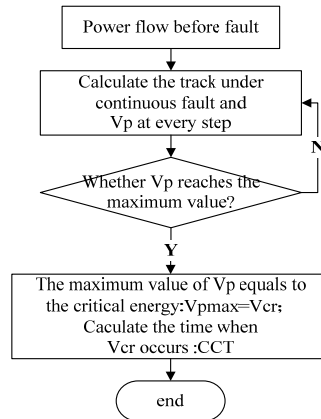 Power flow before fault
Calculate the track under
continuous fault and
Vp at every step
N
Whether Vp reaches the
maximum value?
Y
The maximum value of Vp equals to
the critical energy:Vpmax=Vcr;
Caculate the time when
Vcr occurs :CCT
end